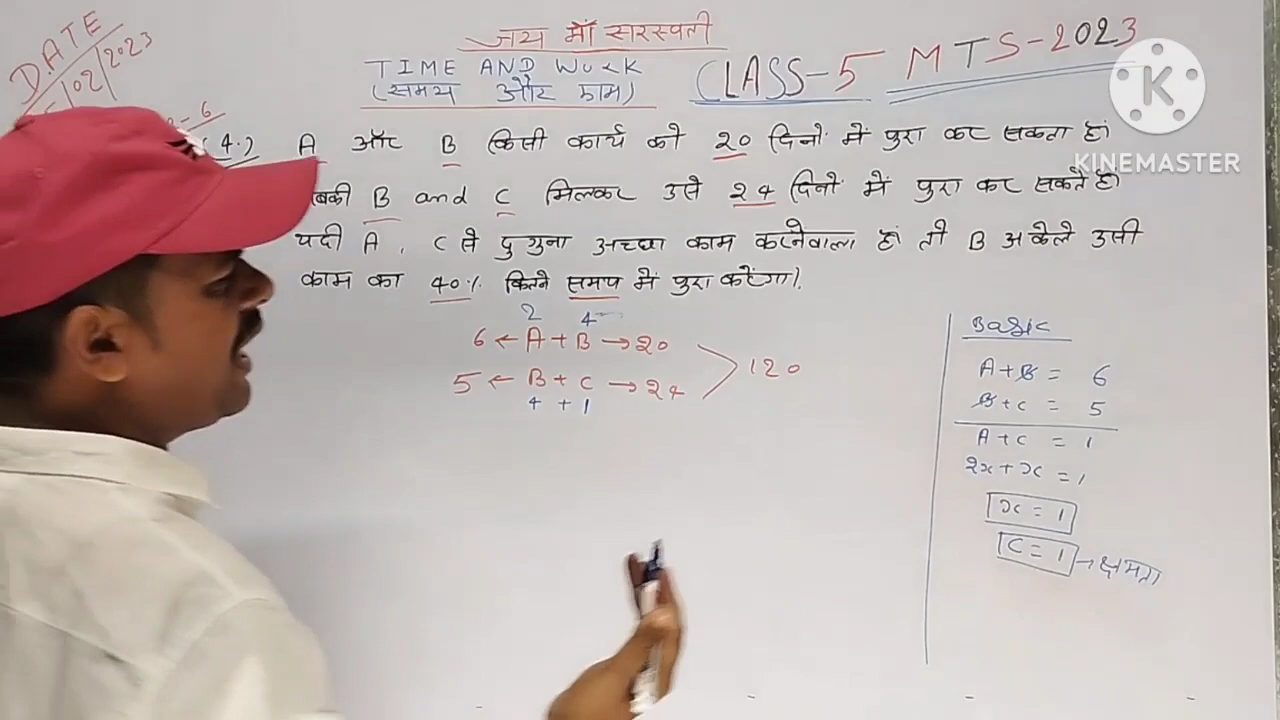 जय माँ सरस्वती
DATE
/02/2023
TIME AND WORK
(समय और काम)
CLASS-5 MTS-2023
K
KINEMASTER
4.) A और B किसी कार्य को 20 दिनों में पुरा कर सकता हां
B and C मिलकर उसे 24 दिनों में पुरा कर सकते हां
यदी A, C से दुगुना अच्छा काम करनेवाला हां तो B अकेले उसी
काम का 40% कितने समय में पुरा करेंगा।
2 4
6 ← A + B → 20
5 ← B + C → 24
4 + 1
120
Basic
A + B = 6
B + C = 5
A + C = 1
2x + x = 1
x = 1
C = 1 → क्षमता